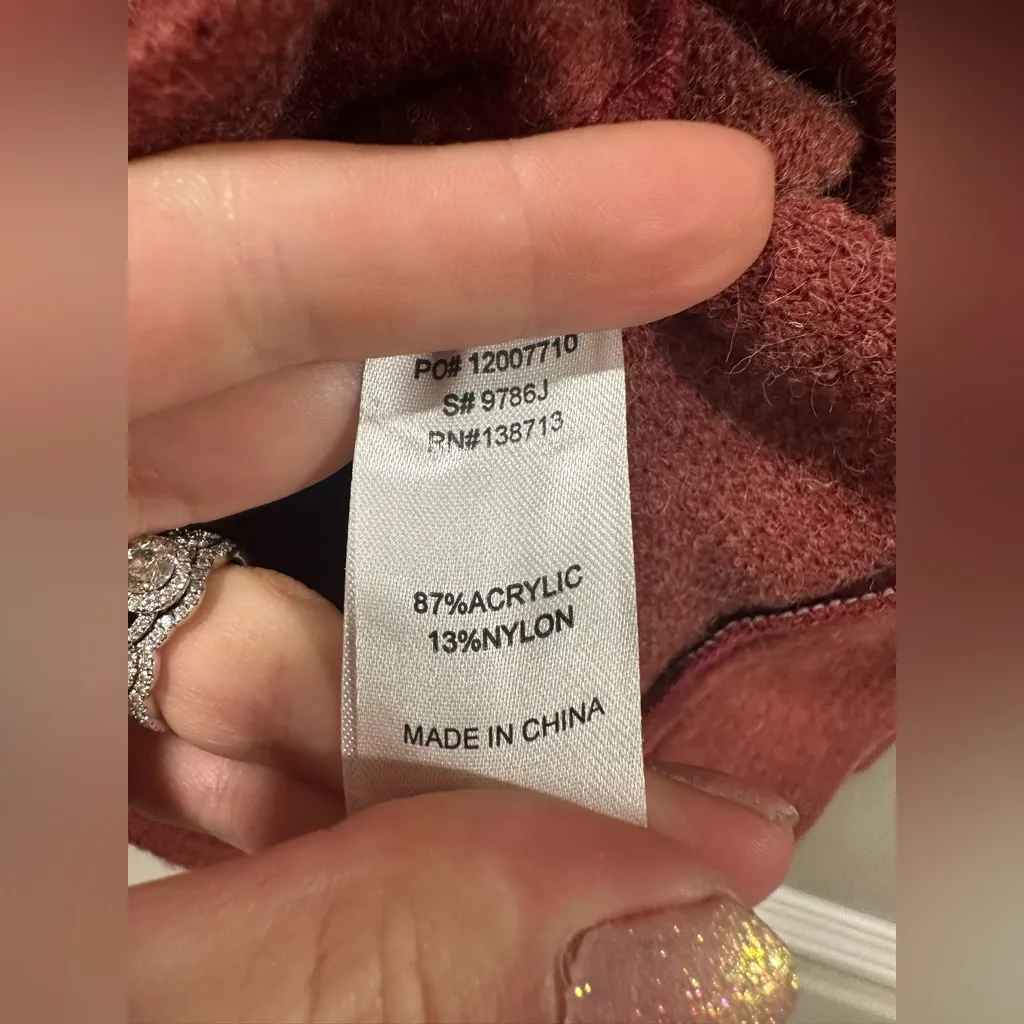 PO# 12007710
S# 9786J
RN#138713
87%ACRYLIC
13%NYLON
MADE IN CHINA